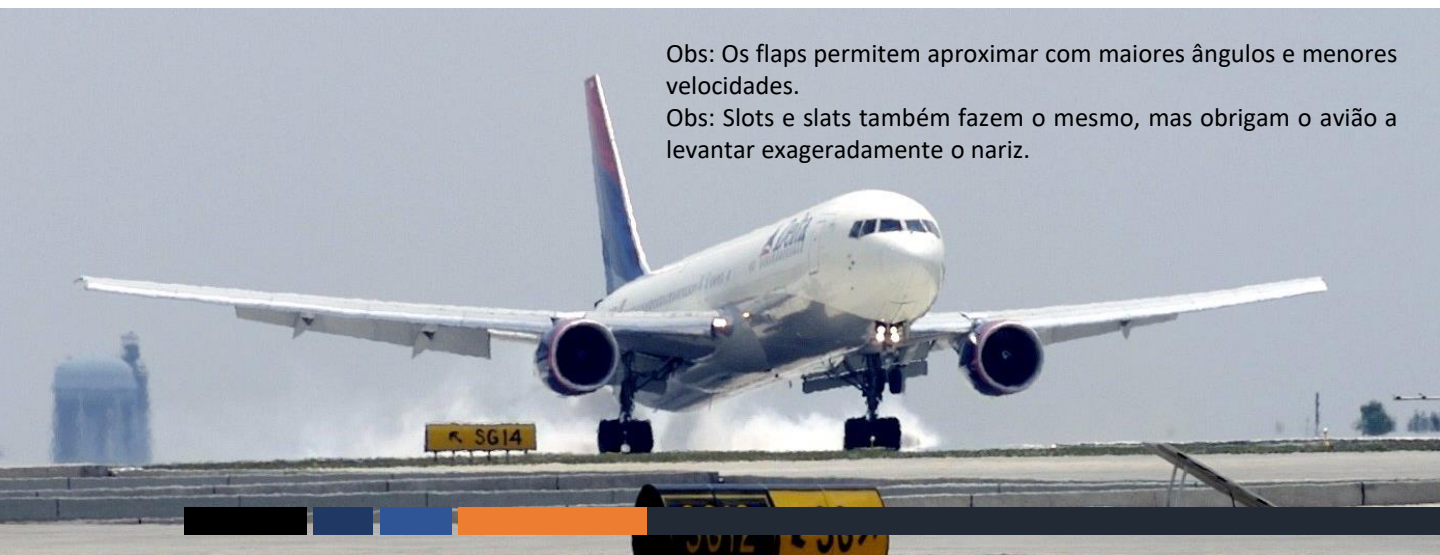 Obs: Os flaps permitem aproximar com maiores ângulos e menores
velocidades.
Obs: Slots e slats também fazem o mesmo, mas obrigam o avião a
levantar exageradamente o nariz.
Delta
SG14